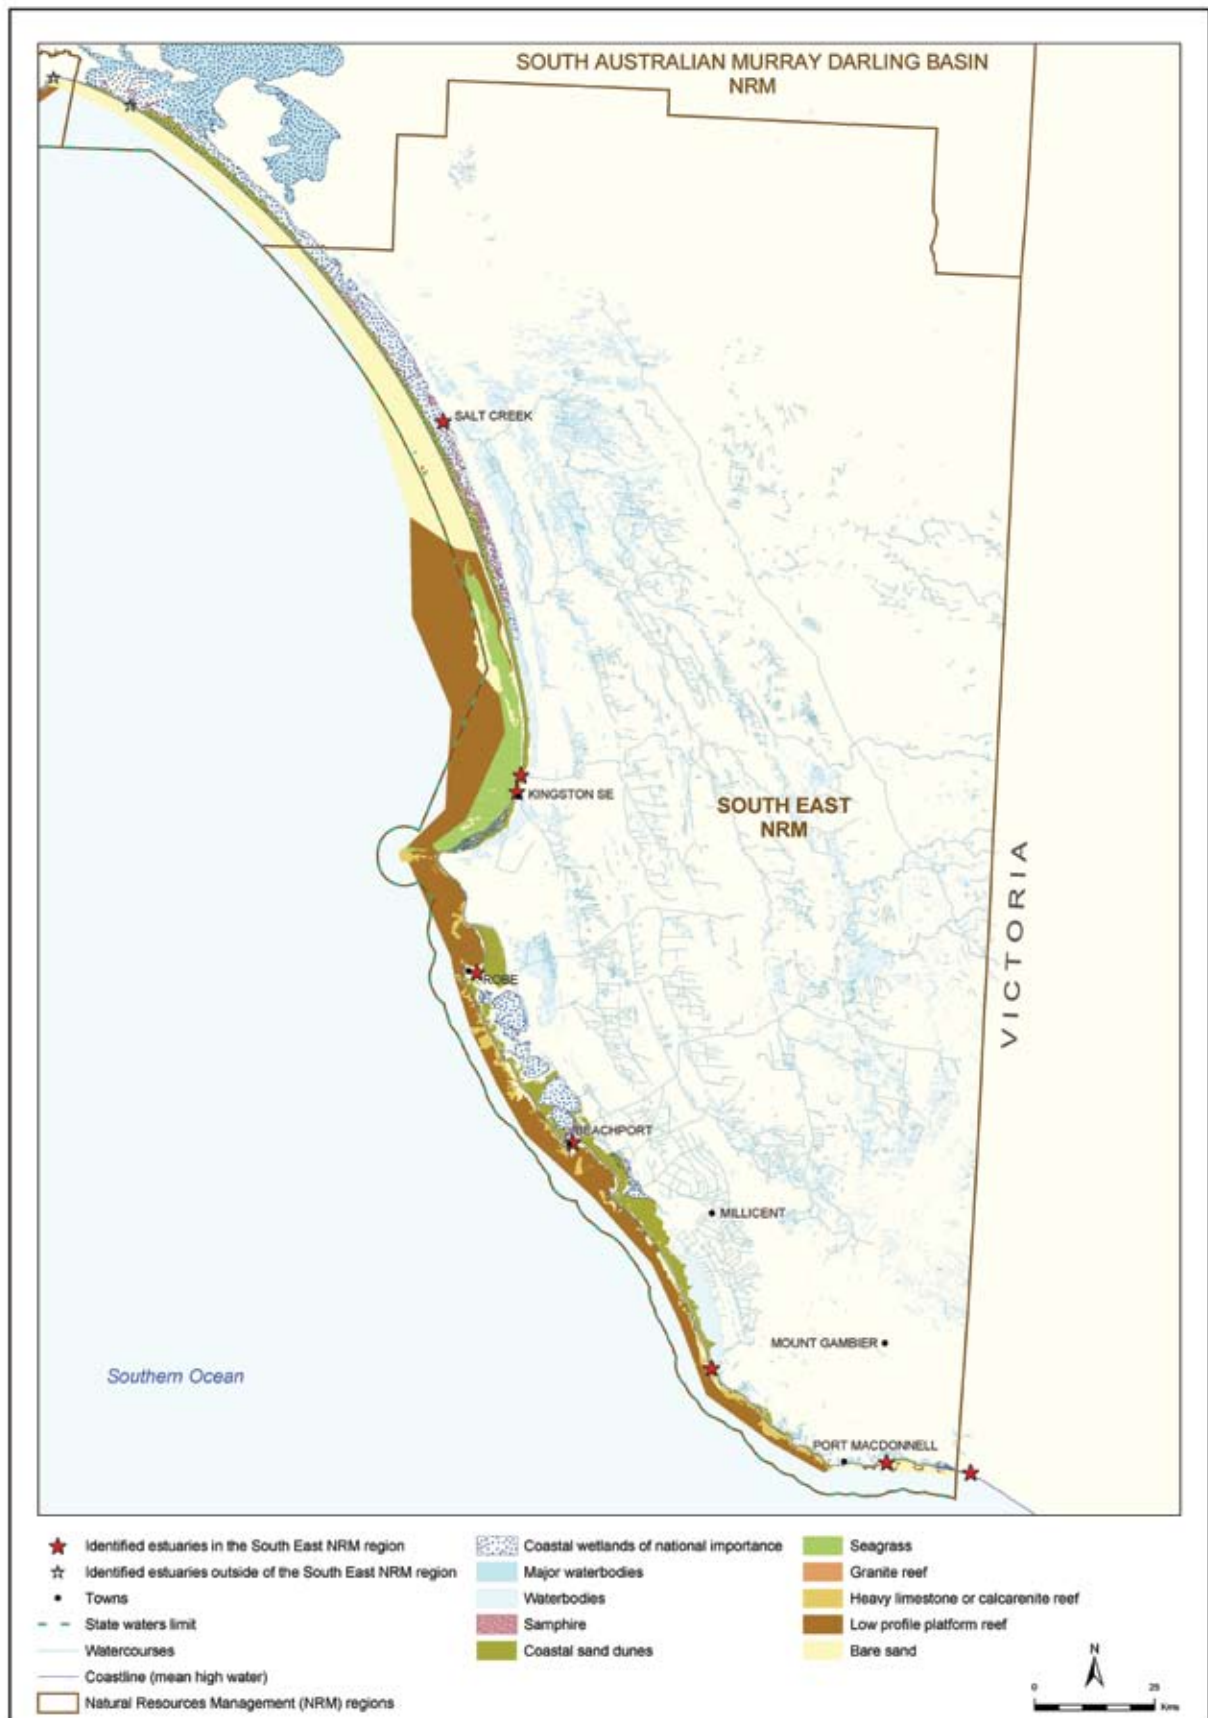 SOUTH AUSTRALIAN MURRAY DARLING BASIN
NRM
SALT CREEK
KINGSTON SE
SOUTH EAST
NRM
VICTORIA
ROBE
BEACHPORT
MILLICENT
MOUNT GAMBIER
Southern Ocean
PORT MACDONNELL
Identified estuaries in the South East NRM region
Identified estuaries outside of the South East NRM region
Towns
State waters limit
Watercourses
Coastline (mean high water)
Natural Resources Management (NRM) regions
Coastal wetlands of national importance
Major waterbodies
Waterbodies
Samphire
Coastal sand dunes
Seagrass
Granite reef
Heavy limestone or calcarenite reef
Low profile platform reef
Bare sand
N
0 25
Kms